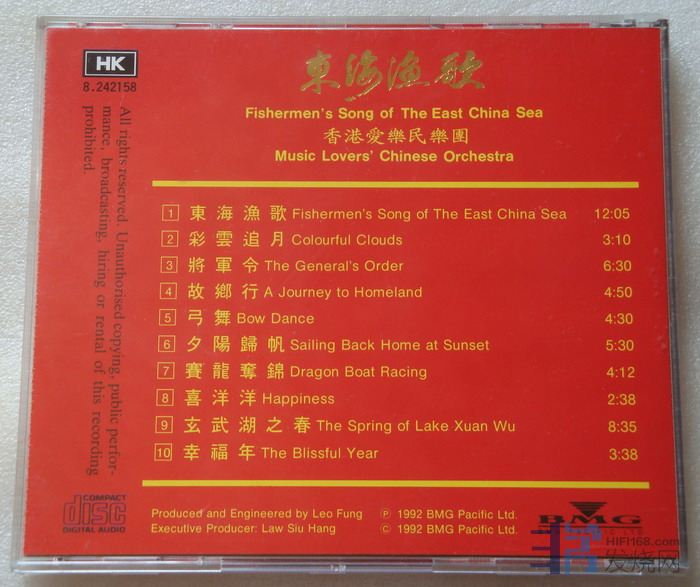 HK
8.242158
All rights reserved. Unauthorised copying, public perfor-
mance, broadcasting, hiring or rental of this recording
prohibited.
東海漁歌
Fishermen's Song of The East China Sea
香港愛樂民樂團
Music Lovers' Chinese Orchestra
1 東海漁歌 Fishermen's Song of The East China Sea 12:05
2 彩雲追月 Colourful Clouds 3:10
3 將軍令 The General's Order 6:30
4 故鄉行 A Journey to Homeland 4:50
5 弓舞 Bow Dance 4:30
6 夕陽歸帆 Sailing Back Home at Sunset 5:30
7 賽龍奪錦 Dragon Boat Racing 4:12
8 喜洋洋 Happiness 2:38
9 玄武湖之春 The Spring of Lake Xuan Wu 8:35
10 幸福年 The Blissful Year 3:38
COMPACT
disc
DIGITAL AUDIO
Produced and Engineered by Leo Fung
Executive Producer: Law Siu Hang
Ⓟ 1992 BMG Pacific Ltd.
© 1992 BMG Pacific Ltd.
BMG
HIFI168.com
发烧网